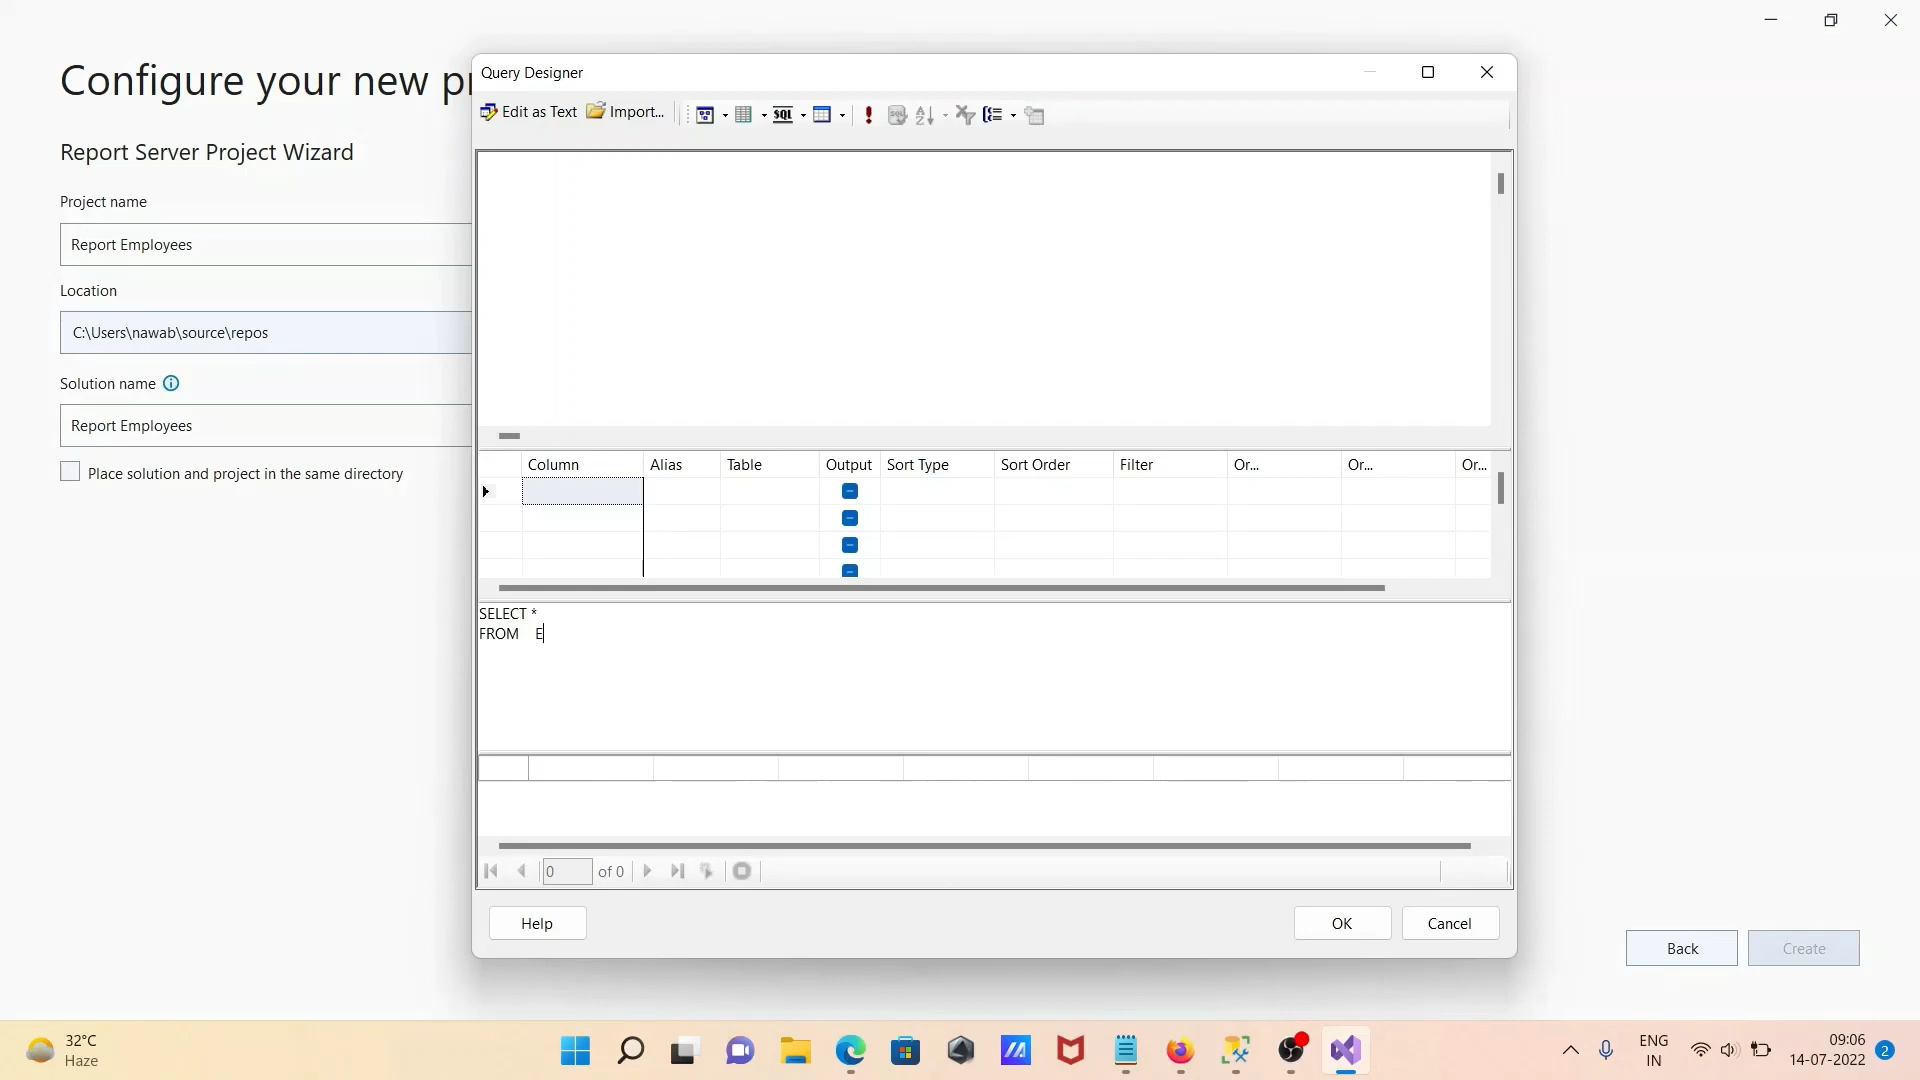 Configure your new pr
Report Server Project Wizard
Project name
Report Employees
Location
C:\Users\nawab\source\repos
Solution name
Report Employees
Place solution and project in the same directory
Query Designer
Edit as Text Import...
SQL
Column Alias Table Output Sort Type Sort Order Filter Or... Or... Or...
SELECT *
FROM E
0 of 0
Help OK Cancel
Back Create
32°C
Haze
ENG
IN
09:06
14-07-2022
2